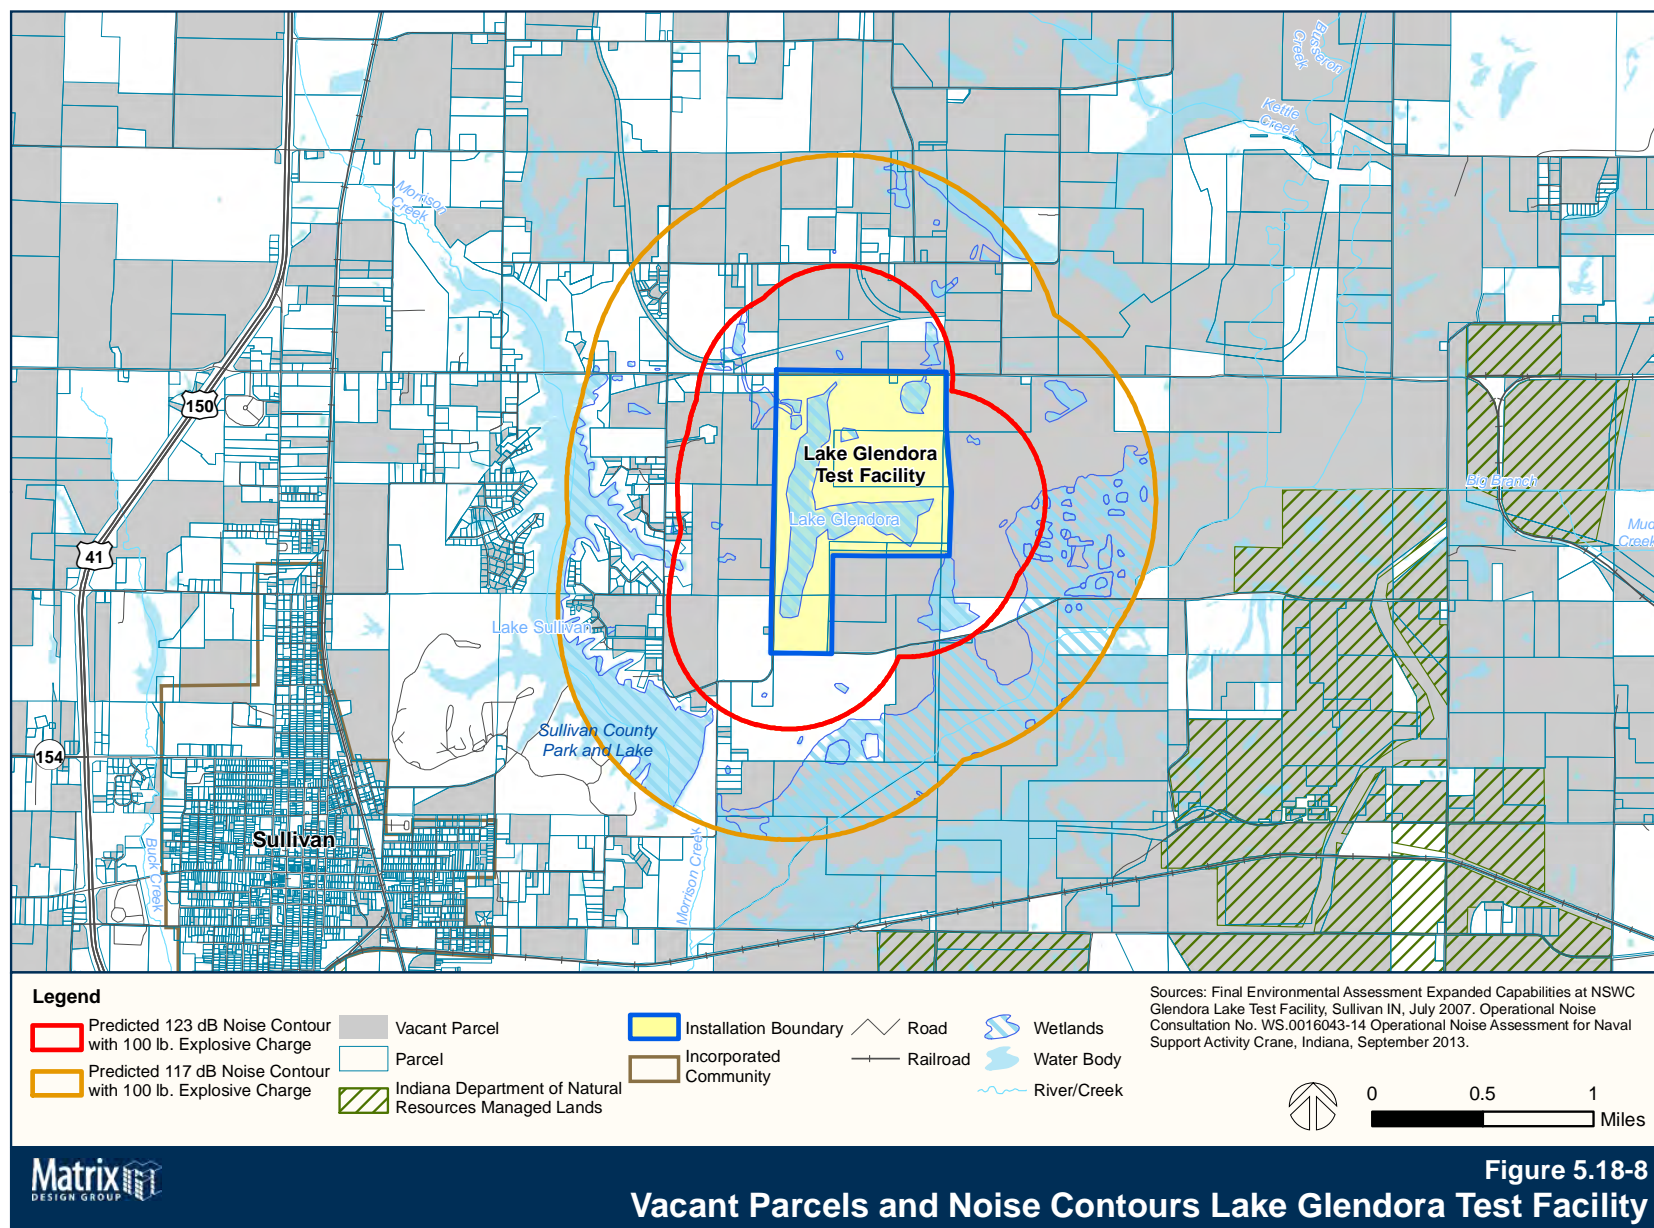 Busseron
Creek
Kettle
Creek
Morrison
Creek
150
Lake Glendora
Test Facility
Big Branch
Lake Glendora
Mud
Creek
41
Lake Sullivan
Sullivan County
Park and Lake
154
Sullivan
Buck Creek
Morrison Creek
Legend
Predicted 123 dB Noise Contour
with 100 lb. Explosive Charge
Predicted 117 dB Noise Contour
with 100 lb. Explosive Charge
Vacant Parcel
Parcel
Indiana Department of Natural
Resources Managed Lands
Installation Boundary
Incorporated
Community
Road
Railroad
Wetlands
Water Body
River/Creek
Sources: Final Environmental Assessment Expanded Capabilities at NSWC
Glendora Lake Test Facility, Sullivan IN, July 2007. Operational Noise
Consultation No. WS.0016043-14 Operational Noise Assessment for Naval
Support Activity Crane, Indiana, September 2013.
0 0.5 1
Miles
Matrix
DESIGN GROUP
Figure 5.18-8
Vacant Parcels and Noise Contours Lake Glendora Test Facility